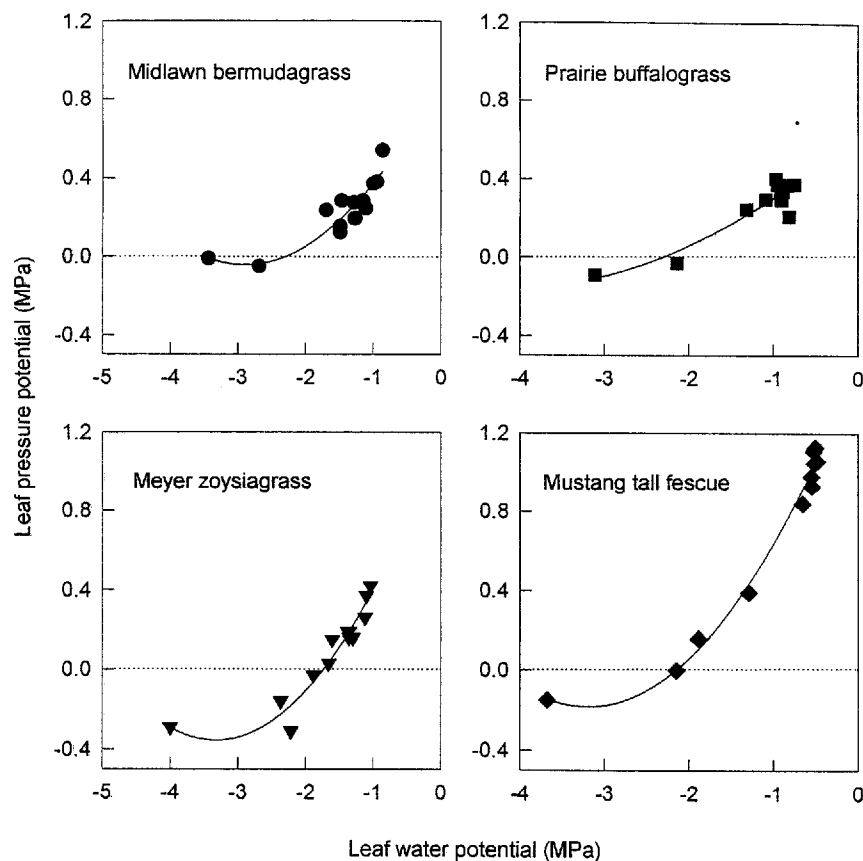 Midlawn bermudagrass
1.2
0.8
0.4
0.0
-0.4
-5 -4 -3 -2 -1 0
Prairie buffalograss
1.2
0.8
0.4
0.0
-0.4
-4 -3 -2 -1 0
Leaf pressure potential (MPa)
Meyer zoysiagrass
1.2
0.8
0.4
0.0
-0.4
-5 -4 -3 -2 -1 0
Mustang tall fescue
1.2
0.8
0.4
0.0
-0.4
-4 -3 -2 -1 0
Leaf water potential (MPa)